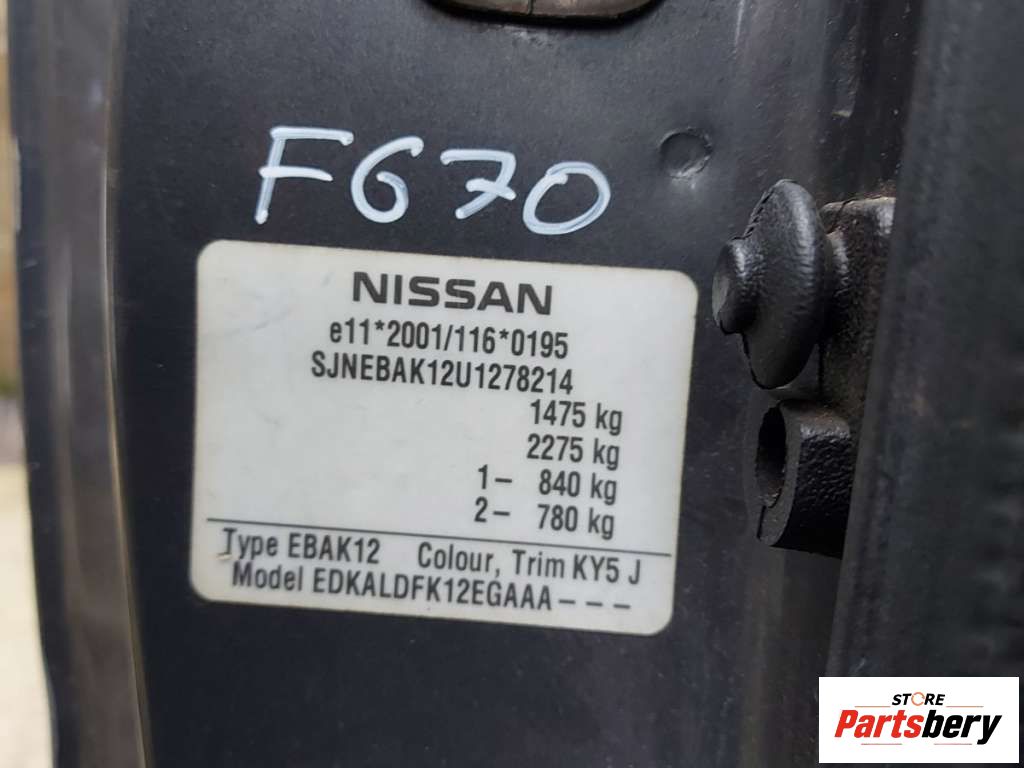 F670
NISSAN
e11*2001/116*0195
SJNEBAK12U1278214
1475 kg
2275 kg
1- 840 kg
2- 780 kg
Type EBAK12 Colour, Trim KY5 J
Model EDKALDFK12EGAAA---
STORE
Partsbery